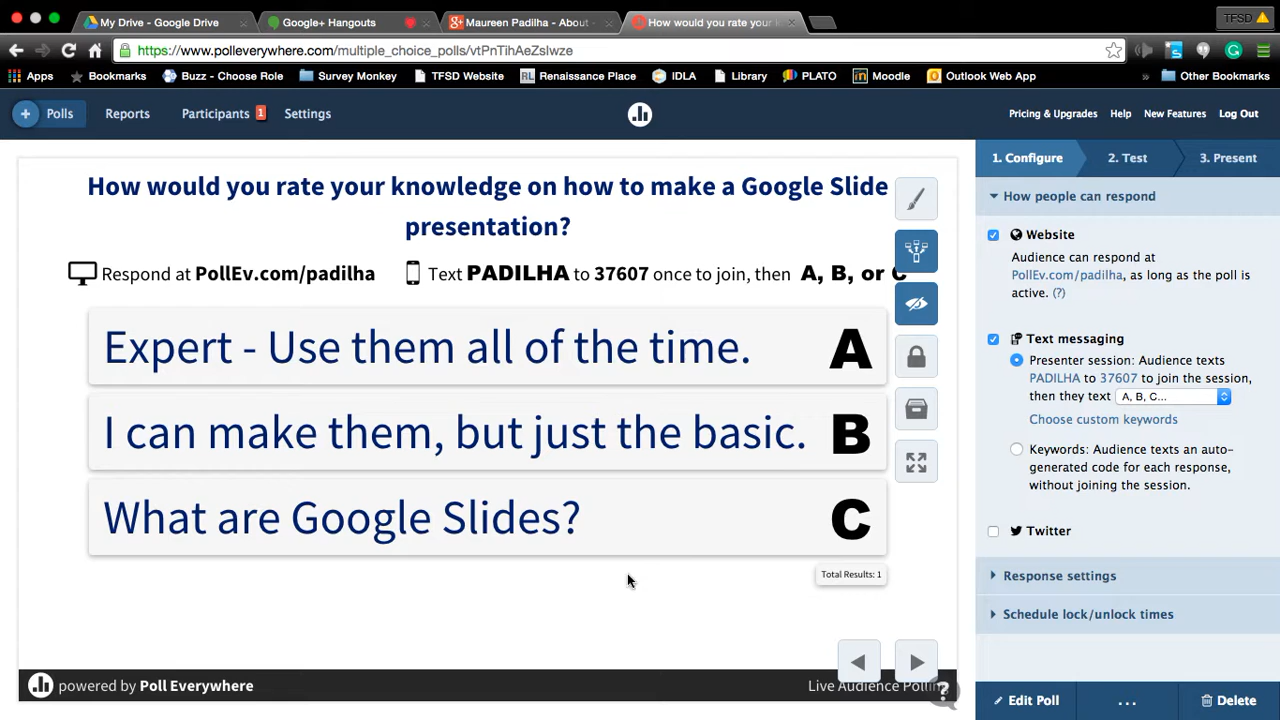 My Drive - Google Drive
Google+ Hangouts
Maureen Padilha - About -
How would you rate your k
TFSD
https://www.polleverywhere.com/multiple_choice_polls/vtPnTihAeZslwze
Apps
Bookmarks
Buzz - Choose Role
Survey Monkey
TFSD Website
RL Renaissance Place
IDLA
Library
PLATO
Moodle
Outlook Web App
»
Other Bookmarks
+ Polls
Reports
Participants 1
Settings
Pricing & Upgrades
Help
New Features
Log Out
How would you rate your knowledge on how to make a Google Slide
presentation?
Respond at PollEv.com/padilha
Text PADILHA to 37607 once to join, then A, B, or C
Expert - Use them all of the time. A
I can make them, but just the basic. B
What are Google Slides? C
Total Results: 1
powered by Poll Everywhere
Live Audience Pollin
?
1. Configure
2. Test
3. Present
How people can respond
Website
Audience can respond at
PollEv.com/padilha, as long as the poll is
active. (?)
Text messaging
Presenter session: Audience texts
PADILHA to 37607 to join the session,
then they text A, B, C...
Choose custom keywords
Keywords: Audience texts an auto-
generated code for each response,
without joining the session.
Twitter
Response settings
Schedule lock/unlock times
Edit Poll
...
Delete